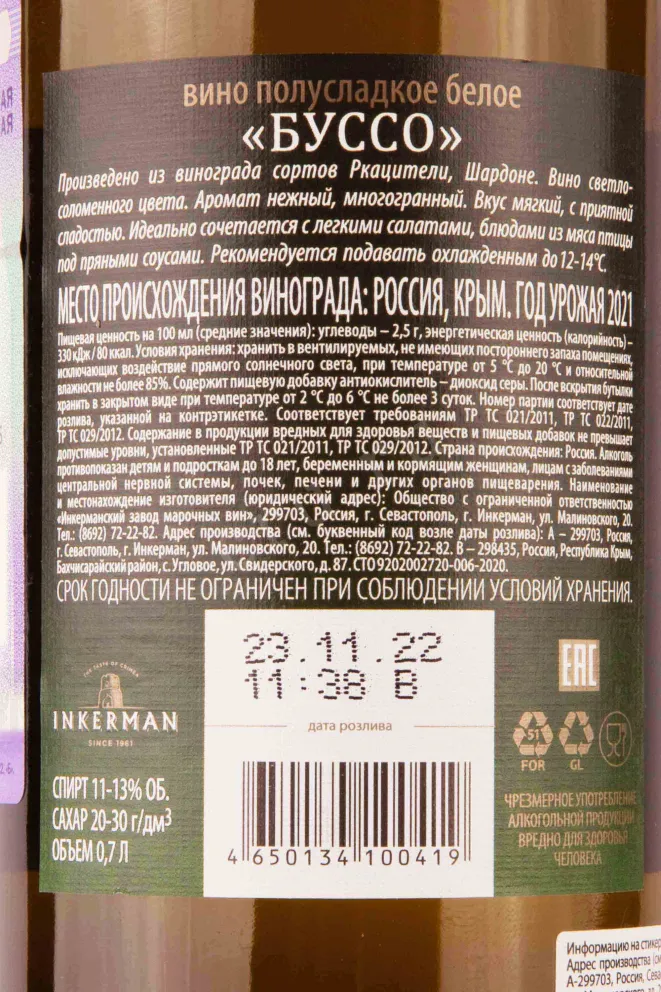 АЯ
АЯ
вино полусладкое белое
«БУССО»
Произведено из винограда сортов Ркацители, Шардоне. Вино светло-
соломенного цвета. Аромат нежный, многогранный. Вкус мягкий, с приятной
сладостью. Идеально сочетается с легкими салатами, блюдами из мяса птицы
под пряными соусами. Рекомендуется подавать охлажденным до 12-14°С.
МЕСТО ПРОИСХОЖДЕНИЯ ВИНОГРАДА: РОССИЯ, КРЫМ. ГОД УРОЖАЯ 2021
Пищевая ценность на 100 мл (средние значения): углеводы – 2,5 г, энергетическая ценность (калорийность) –
330 кДж / 80 ккал. Условия хранения: хранить в вентилируемых, не имеющих постороннего запаха помещениях,
исключающих воздействие прямого солнечного света, при температуре от 5 °С до 20 °С и относительной
влажности не более 85%. Содержит пищевую добавку антиокислитель – диоксид серы. После вскрытия бутылки
хранить в закрытом виде при температуре от 2 °С до 6 °С не более 3 суток. Номер партии соответствует дате
розлива, указанной на контрэтикетке. Соответствует требованиям ТР ТС 021/2011, ТР ТС 022/2011,
ТР ТС 029/2012. Содержание в продукции вредных для здоровья веществ и пищевых добавок не превышает
допустимые уровни, установленные ТР ТС 021/2011, ТР ТС 029/2012. Страна происхождения: Россия. Алкоголь
противопоказан детям и подросткам до 18 лет, беременным и кормящим женщинам, лицам с заболеваниями
центральной нервной системы, почек, печени и других органов пищеварения. Наименование
и местонахождение изготовителя (юридический адрес): Общество с ограниченной ответственностью
«Инкерманский завод марочных вин», 299703, Россия, г. Севастополь, г. Инкерман, ул. Малиновского, 20.
Тел.: (8692) 72-22-82. Адрес производства (см. буквенный код возле даты розлива): А – 299703, Россия,
г. Севастополь, г. Инкерман, ул. Малиновского, 20. Тел.: (8692) 72-22-82. В – 298435, Россия, Республика Крым,
Бахчисарайский район, с. Угловое, ул. Свидерского, д. 87. СТО 9202002720-006-2020.
СРОК ГОДНОСТИ НЕ ОГРАНИЧЕН ПРИ СОБЛЮДЕНИИ УСЛОВИЙ ХРАНЕНИЯ.
23.11.22
11:38 В
дата розлива
THE TASTE OF CRIMEA
INKERMAN
SINCE 1961
EAC
51
FOR
GL
СПИРТ 11-13% ОБ.
САХАР 20-30 г/дм³
ОБЪЕМ 0,7 Л
4 650134 100419
ЧРЕЗМЕРНОЕ УПОТРЕБЛЕНИЕ
АЛКОГОЛЬНОЙ ПРОДУКЦИИ
ВРЕДНО ДЛЯ ЗДОРОВЬЯ
ЧЕЛОВЕКА
Информацию на стикер
Адрес производства (см
А-299703, Россия, Сева